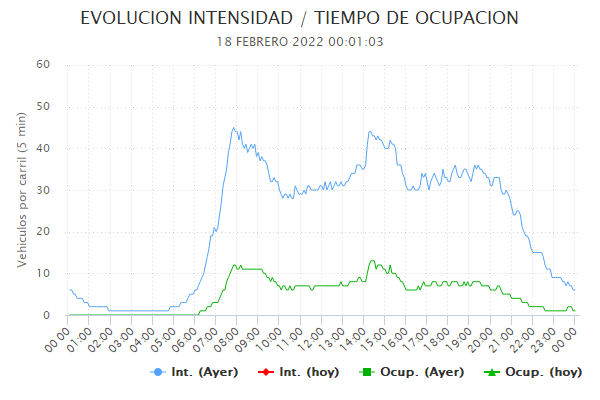 EVOLUCION INTENSIDAD / TIEMPO DE OCUPACION
18 FEBRERO 2022 00:01:03
Vehiculos por carril (5 min)
60
50
40
30
20
10
0
00:00 01:00 02:00 03:00 04:00 05:00 06:00 07:00 08:00 09:00 10:00 11:00 12:00 13:00 14:00 15:00 16:00 17:00 18:00 19:00 20:00 21:00 22:00 23:00 00:00
Int. (Ayer) Int. (hoy) Ocup. (Ayer) Ocup. (hoy)